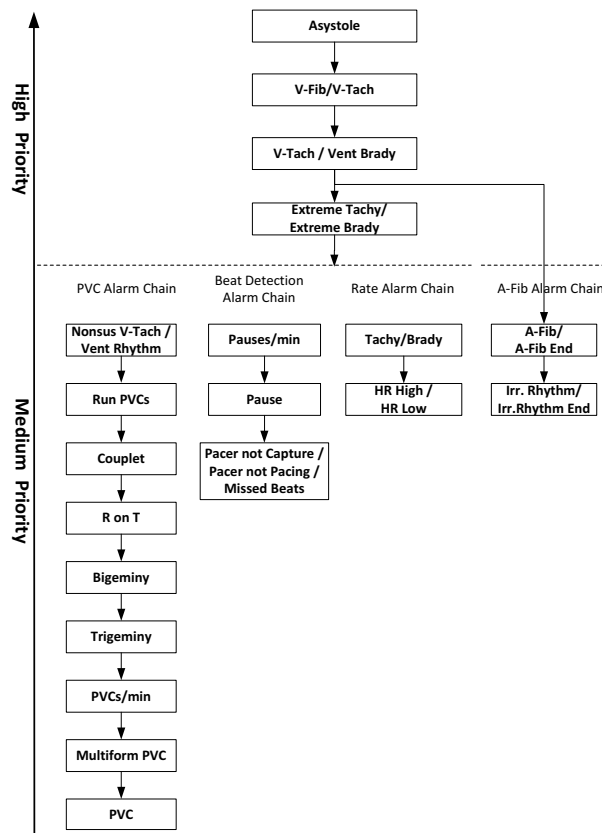 High Priority
Asystole
V-Fib/V-Tach
V-Tach / Vent Brady
Extreme Tachy/
Extreme Brady
Medium Priority
PVC Alarm Chain
Nonsus V-Tach /
Vent Rhythm
Run PVCs
Couplet
R on T
Bigeminy
Trigeminy
PVCs/min
Multiform PVC
PVC
Beat Detection
Alarm Chain
Pauses/min
Pause
Pacer not Capture /
Pacer not Pacing /
Missed Beats
Rate Alarm Chain
Tachy/Brady
HR High /
HR Low
A-Fib Alarm Chain
A-Fib/
A-Fib End
Irr. Rhythm/
Irr.Rhythm End